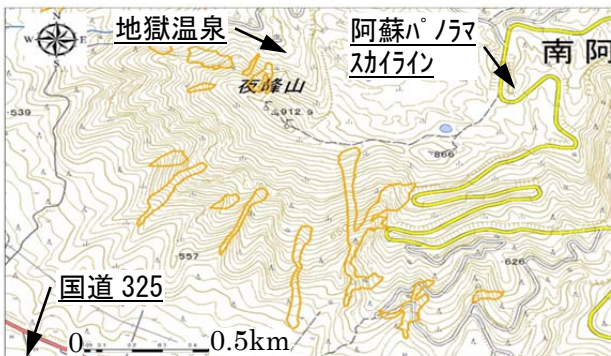 N
W E
S
地獄温泉
阿蘇パノラマ
スカイライン
南阿
夜峰山
・912.9
・539
866
・557
・626
国道 325
0 0.5km